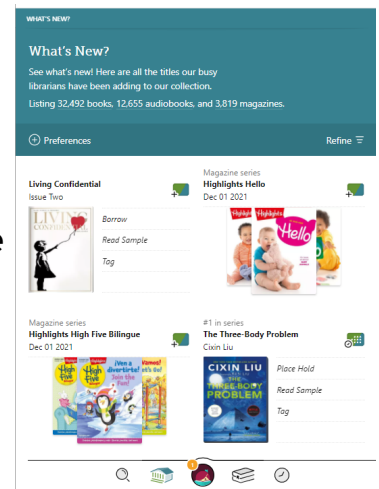 WHAT'S NEW?
What's New?
See what's new! Here are all the titles our busy
librarians have been adding to our collection.
Listing 32,492 books, 12,655 audiobooks, and 3,819 magazines.
Preferences
Refine
Living Confidential
Issue Two
LIVING
CONFIDENTIAL
Borrow
Read Sample
Tag
Magazine series
Highlights Hello
Dec 01 2021
Hello
Magazine series
Highlights High Five Bilingue
Dec 01 2021
High
Five
¡Ven a
divertirte!
Join the
Fun!
#1 in series
The Three-Body Problem
Cixin Liu
CIXIN LIU
THE
THREE-BODY
PROBLEM
Place Hold
Read Sample
Tag
e